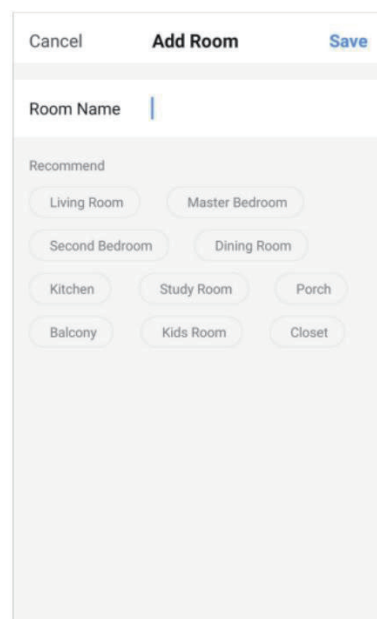 Cancel Add Room Save
Room Name
Recommend
Living Room Master Bedroom
Second Bedroom Dining Room
Kitchen Study Room Porch
Balcony Kids Room Closet